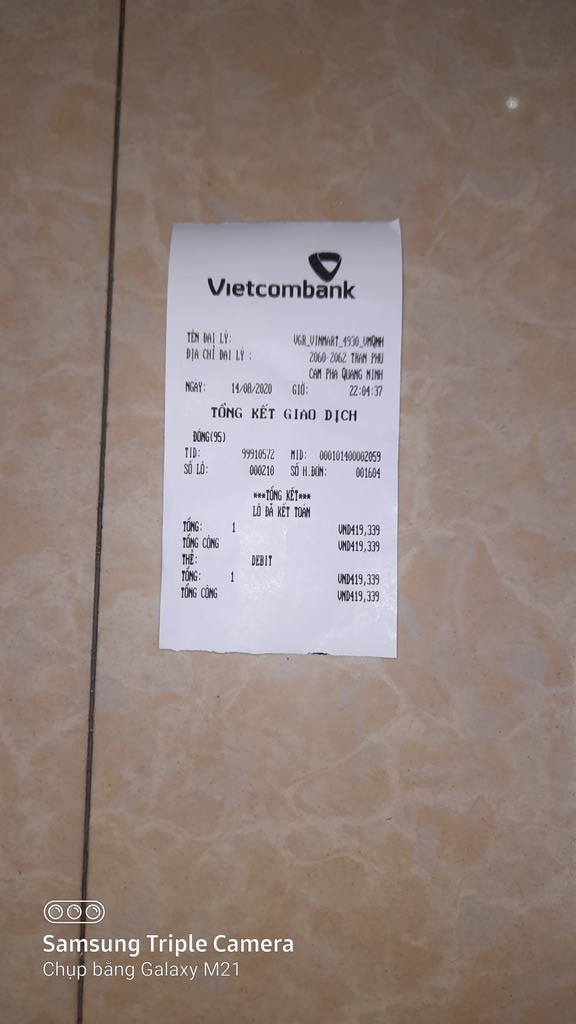 Vietcombank
TÊN ĐẠI LÝ: VGR_VINMART_4930_VMQMH
ĐỊA CHỈ ĐẠI LÝ : 2060-2062 TRAN PHU
CAM PHA QUANG MINH
NGÀY: 14/08/2020 GIỜ: 22:04:37
TỔNG KẾT GIAO DỊCH
ĐÓNG(95)
TID: 99910572 MID: 000101400002059
SỐ LÔ: 000210 SỐ H.ĐƠN: 001604
***TỔNG KẾT***
LÔ ĐÃ KẾT TOÁN
TỔNG: 1 VND419,339
TỔNG CỘNG VND419,339
THẺ: DEBIT
TỔNG: 1 VND419,339
TỔNG CỘNG VND419,339
Samsung Triple Camera
Chụp bằng Galaxy M21